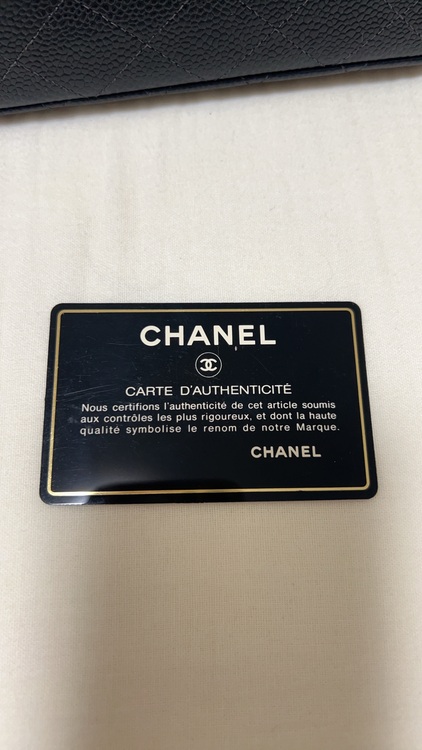 CHANEL
CARTE D'AUTHENTICITÉ
Nous certifions l'authenticité de cet article soumis
aux contrôles les plus rigoureux, et dont la haute
qualité symbolise le renom de notre Marque.
CHANEL